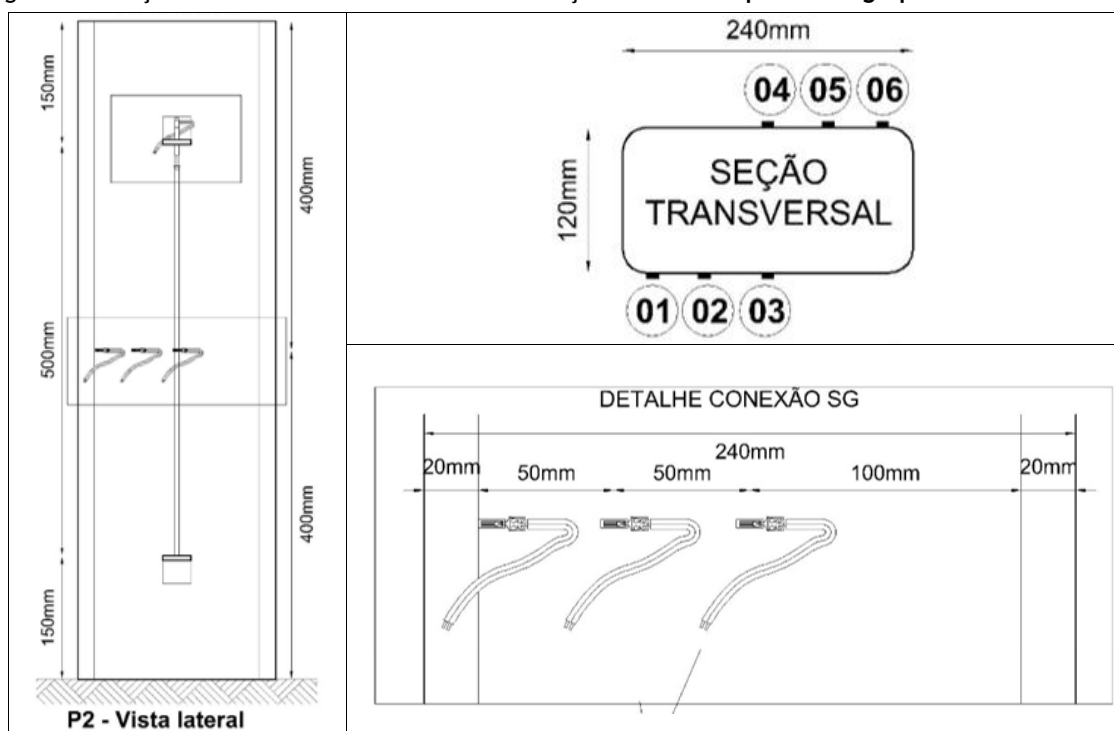 150mm
500mm
150mm
400mm
400mm
P2 - Vista lateral
240mm
04 05 06
120mm
SEÇÃO
TRANSVERSAL
01 02 03
DETALHE CONEXÃO SG
240mm
20mm 50mm 50mm 100mm 20mm